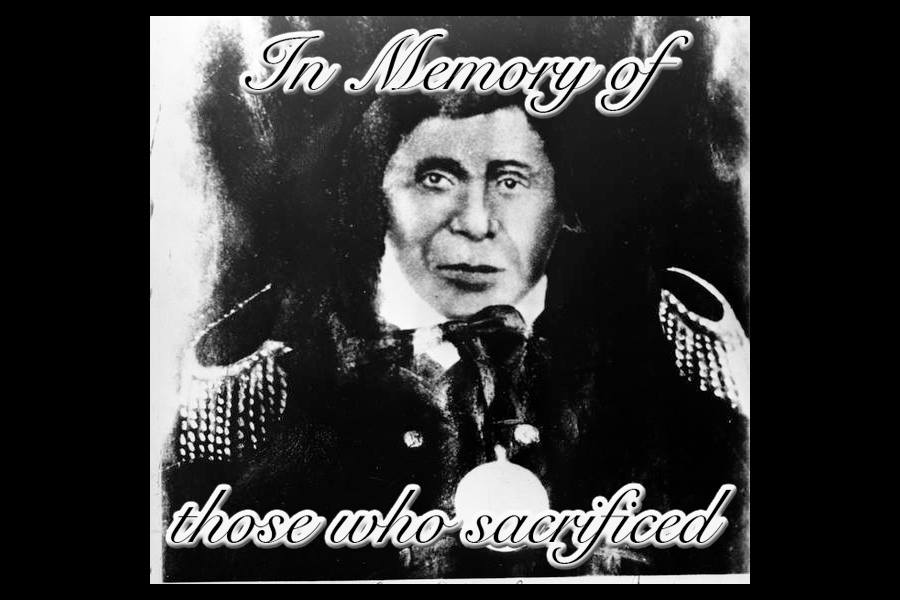 In Memory of
those who sacrificed